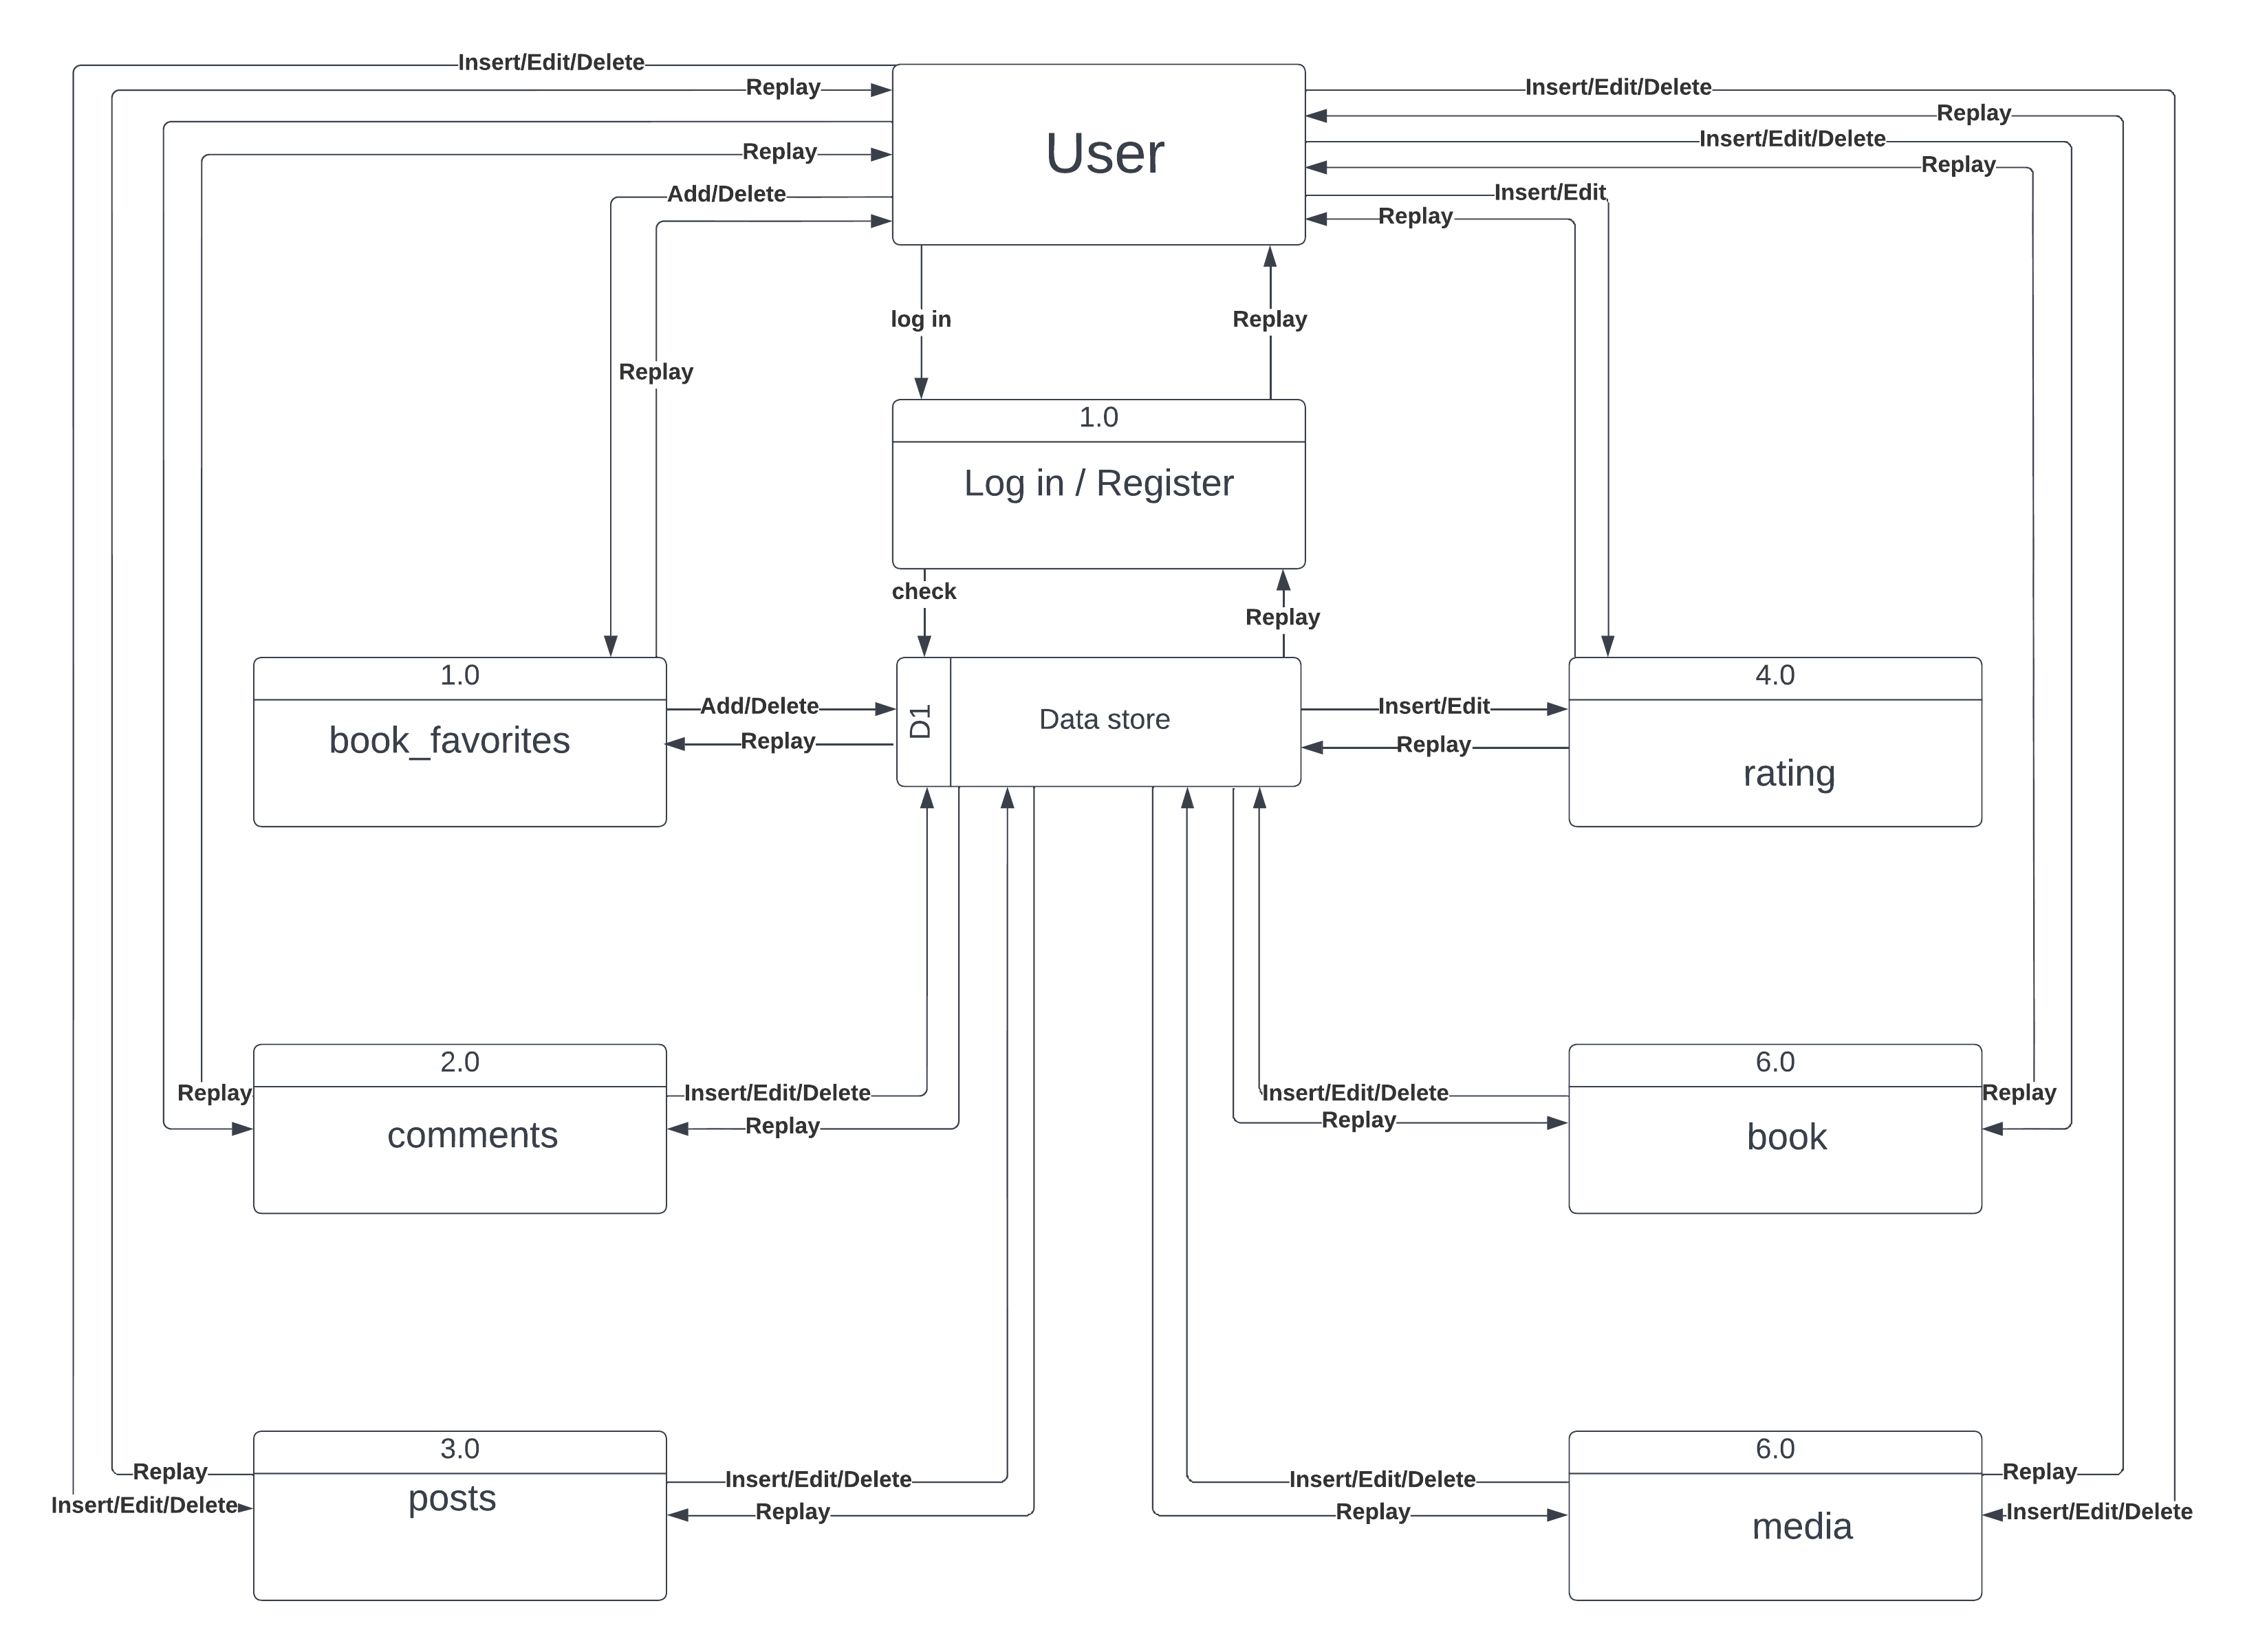 Insert/Edit/Delete
Replay
Replay
Add/Delete
Replay
User
Insert/Edit/Delete
Replay
Insert/Edit/Delete
Replay
Insert/Edit
Replay
log in
Replay
1.0
Log in / Register
check
Replay
1.0
book_favorites
Add/Delete
Replay
D1
Data store
Insert/Edit
Replay
4.0
rating
2.0
comments
Replay
Insert/Edit/Delete
Replay
Insert/Edit/Delete
Replay
6.0
book
Replay
3.0
posts
Replay
Insert/Edit/Delete
Insert/Edit/Delete
Replay
Insert/Edit/Delete
Replay
6.0
media
Replay
Insert/Edit/Delete